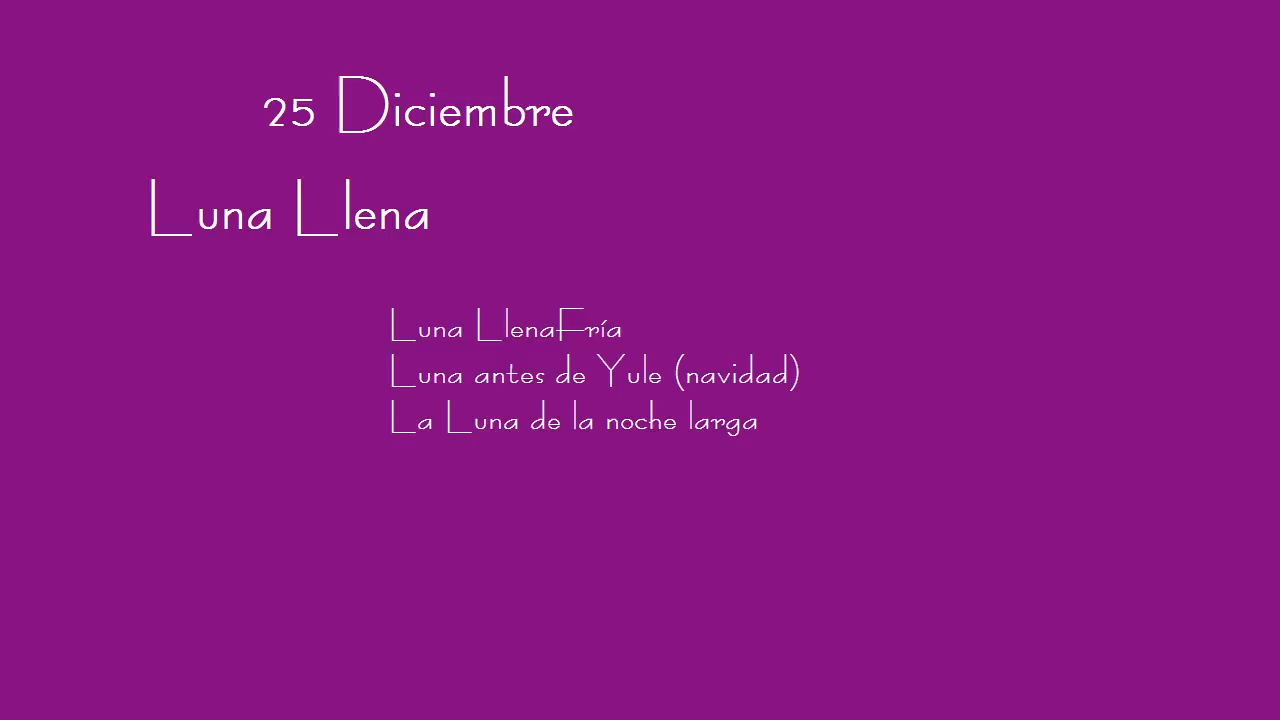 25 Diciembre
Luna Llena
Luna LlenaFría
Luna antes de Yule (navidad)
La Luna de la noche larga